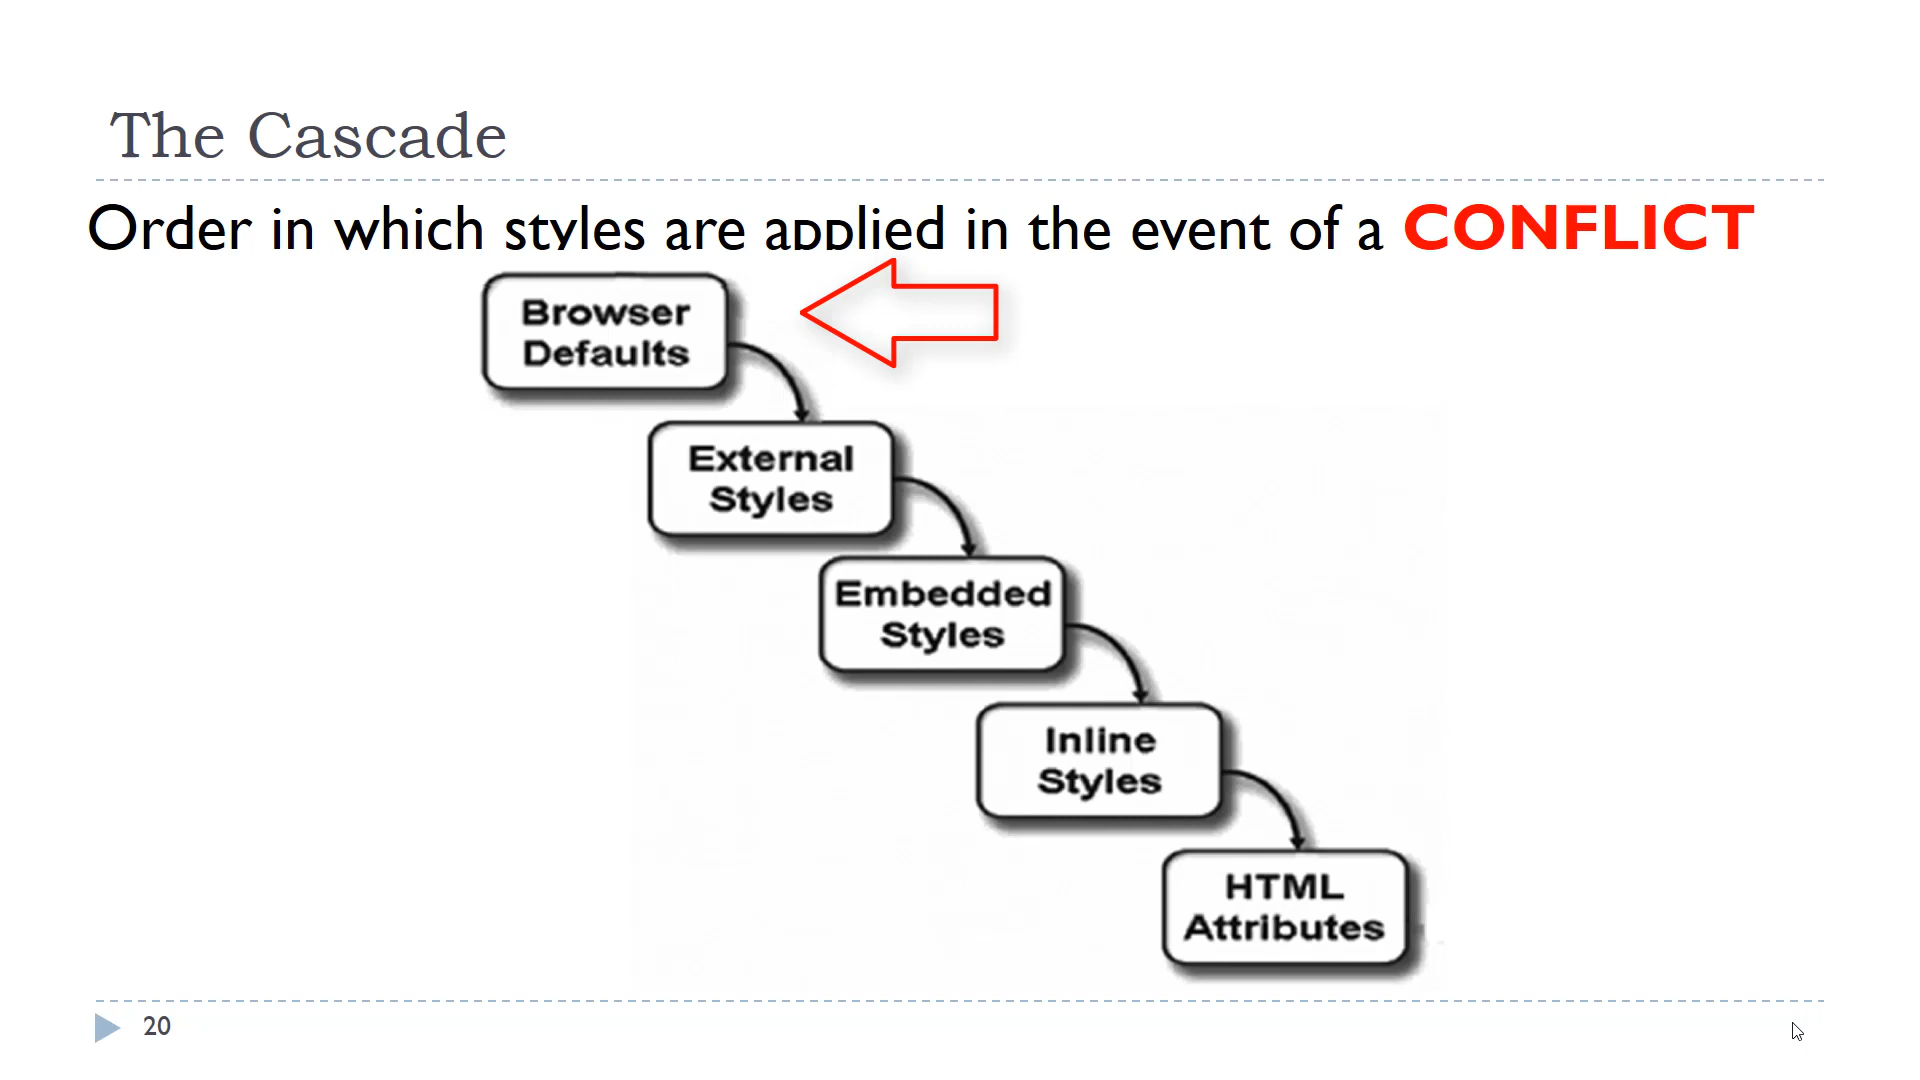 The Cascade
Order in which styles are applied in the event of a CONFLICT
Browser
Defaults
External
Styles
Embedded
Styles
Inline
Styles
HTML
Attributes
20